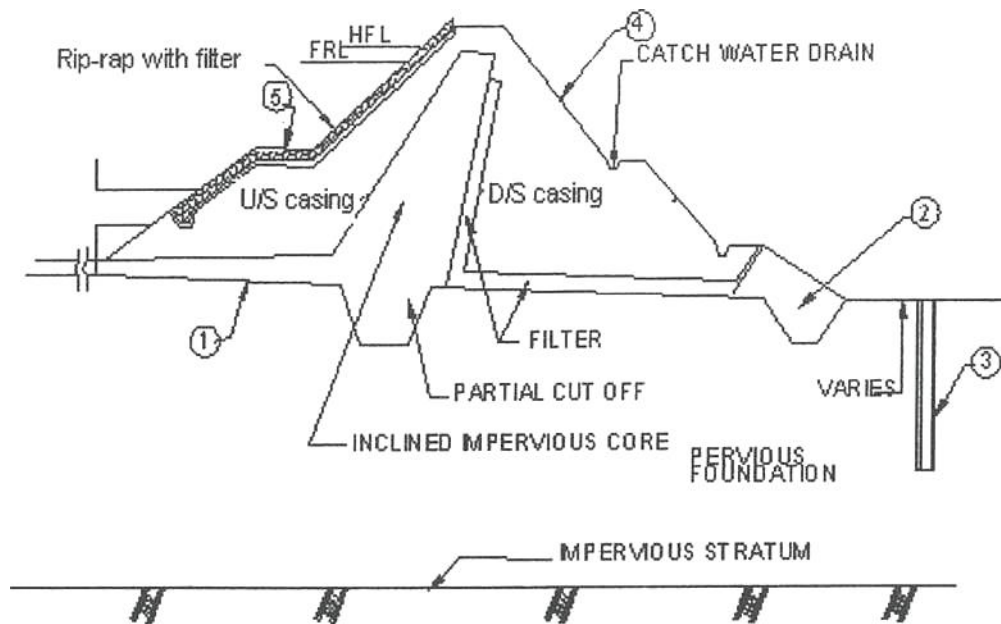 HFL
④
FRL
CATCH WATER DRAIN
Rip-rap with filter
⑤
U/S casing
D/S casing
②
①
FILTER
③
VARIES
PARTIAL CUT OFF
INCLINED IMPERVIOUS CORE
PERVIOUS
FOUNDATION
IMPERVIOUS STRATUM